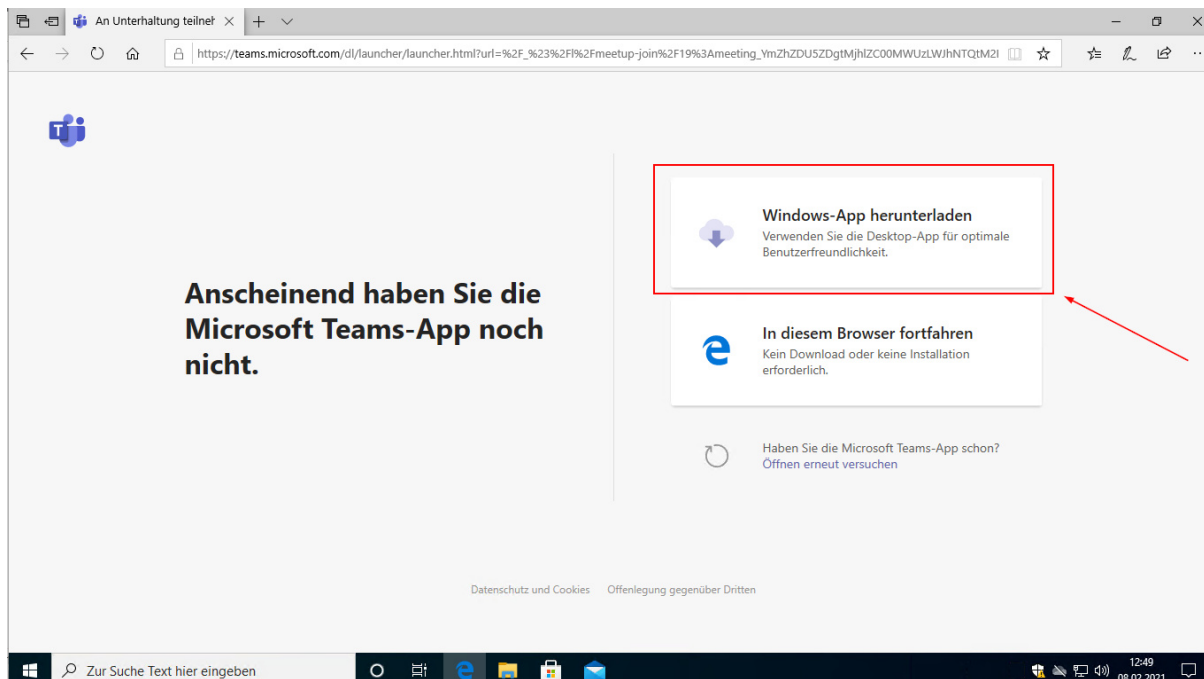 An Unterhaltung teilneh
https://teams.microsoft.com/dl/launcher/launcher.html?url=%2F_%23%2Fl%2Fmeetup-join%2F19%3Ameeting_YmZhZDU5ZDgtMjhlZC00MWUzLWJhNTQtM2I
Windows-App herunterladen
Verwenden Sie die Desktop-App für optimale
Benutzerfreundlichkeit.
Anscheinend haben Sie die
Microsoft Teams-App noch
nicht.
In diesem Browser fortfahren
Kein Download oder keine Installation
erforderlich.
Haben Sie die Microsoft Teams-App schon?
Öffnen erneut versuchen
Datenschutz und Cookies Offenlegung gegenüber Dritten
Zur Suche Text hier eingeben
12:49
08.02.2021